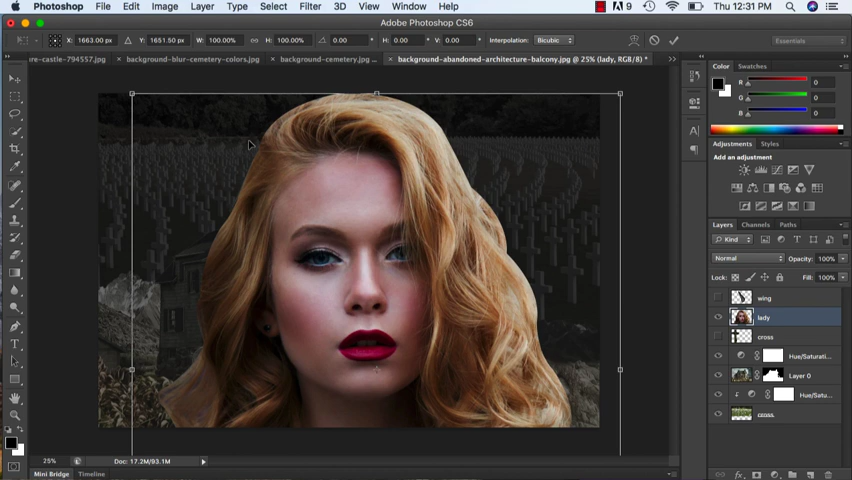 Photoshop File Edit Image Layer Type Select Filter 3D View Window Help 9 Tue 12:31 PM
Adobe Photoshop CS6
X: 1663.00 px Y: 1651.50 px W: 100.00% H: 100.00% 0.00 H: 0.00 V: 0.00 Interpolation: Bicubic Essentials
re-castle-794557.jpg × background-blur-cemetery-colors.jpg × background-cemetery.jpg ... × background-abandoned-architecture-balcony.jpg @ 25% (lady, RGB/8) *
Color Swatches
R 0
G 0
B 0
Adjustments Styles
Add an adjustment
Layers Channels Paths
Kind
Normal Opacity: 100%
Lock: Fill: 100%
wing
lady
cross
Hue/Saturati...
Layer 0
Hue/Satu...
cross
25% Doc: 17.2M/93.1M
Mini Bridge Timeline